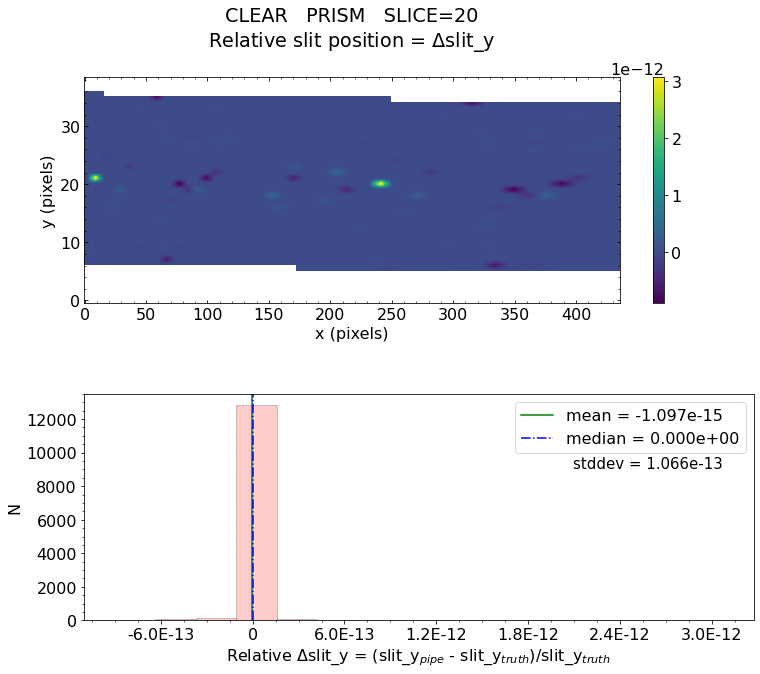 CLEAR   PRISM   SLICE=20
Relative slit position = Δslit_y
1e−12
3
2
1
0
30
20
10
0
y (pixels)
0 50 100 150 200 250 300 350 400
x (pixels)
12000
10000
8000
6000
4000
2000
0
N
mean = -1.097e-15
median = 0.000e+00
stddev = 1.066e-13
-6.0E-13 0 6.0E-13 1.2E-12 1.8E-12 2.4E-12 3.0E-12
Relative Δslit_y = (slit_y_pipe - slit_y_truth)/slit_y_truth